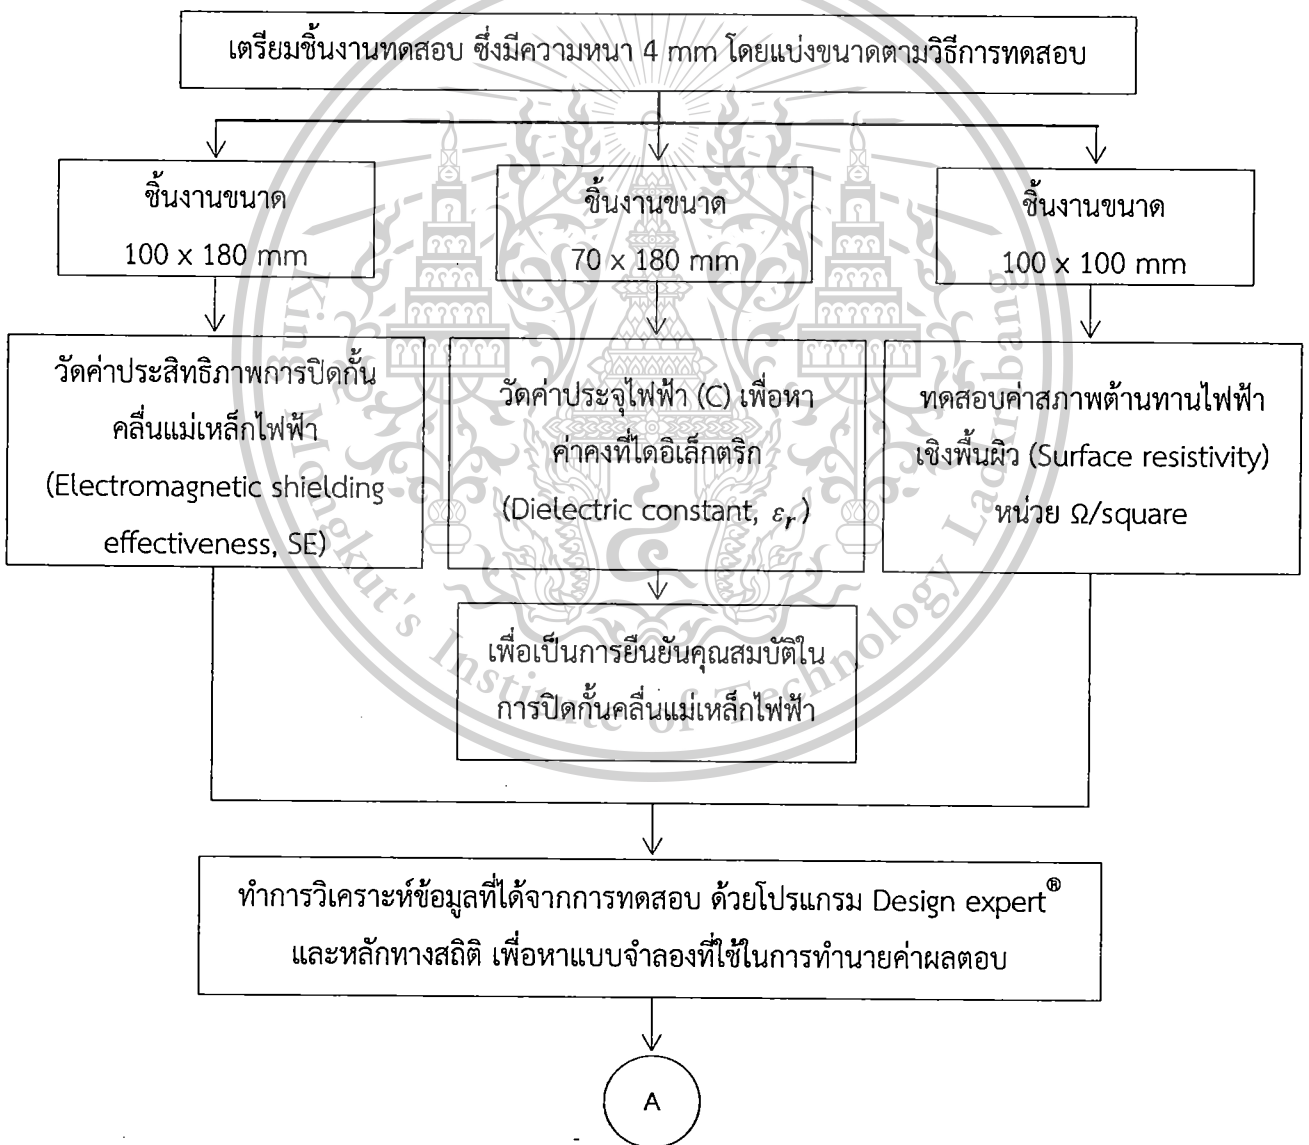 เตรียมชิ้นงานทดสอบ ซึ่งมีความหนา 4 mm โดยแบ่งขนาดตามวิธีการทดสอบ
ชิ้นงานขนาด
100 x 180 mm
ชิ้นงานขนาด
70 x 180 mm
ชิ้นงานขนาด
100 x 100 mm
วัดค่าประสิทธิภาพการปิดกั้น
คลื่นแม่เหล็กไฟฟ้า
(Electromagnetic shielding
effectiveness, SE)
วัดค่าประจุไฟฟ้า (C) เพื่อหา
ค่าคงที่ไดอิเล็กตริก
(Dielectric constant, εr)
ทดสอบค่าสภาพต้านทานไฟฟ้า
เชิงพื้นผิว (Surface resistivity)
หน่วย Ω/square
เพื่อเป็นการยืนยันคุณสมบัติใน
การปิดกั้นคลื่นแม่เหล็กไฟฟ้า
ทำการวิเคราะห์ข้อมูลที่ได้จากการทดสอบ ด้วยโปรแกรม Design expert®
และหลักทางสถิติ เพื่อหาแบบจำลองที่ใช้ในการทำนายค่าผลตอบ
A
King Mongkut's Institute of Technology Ladkrabang